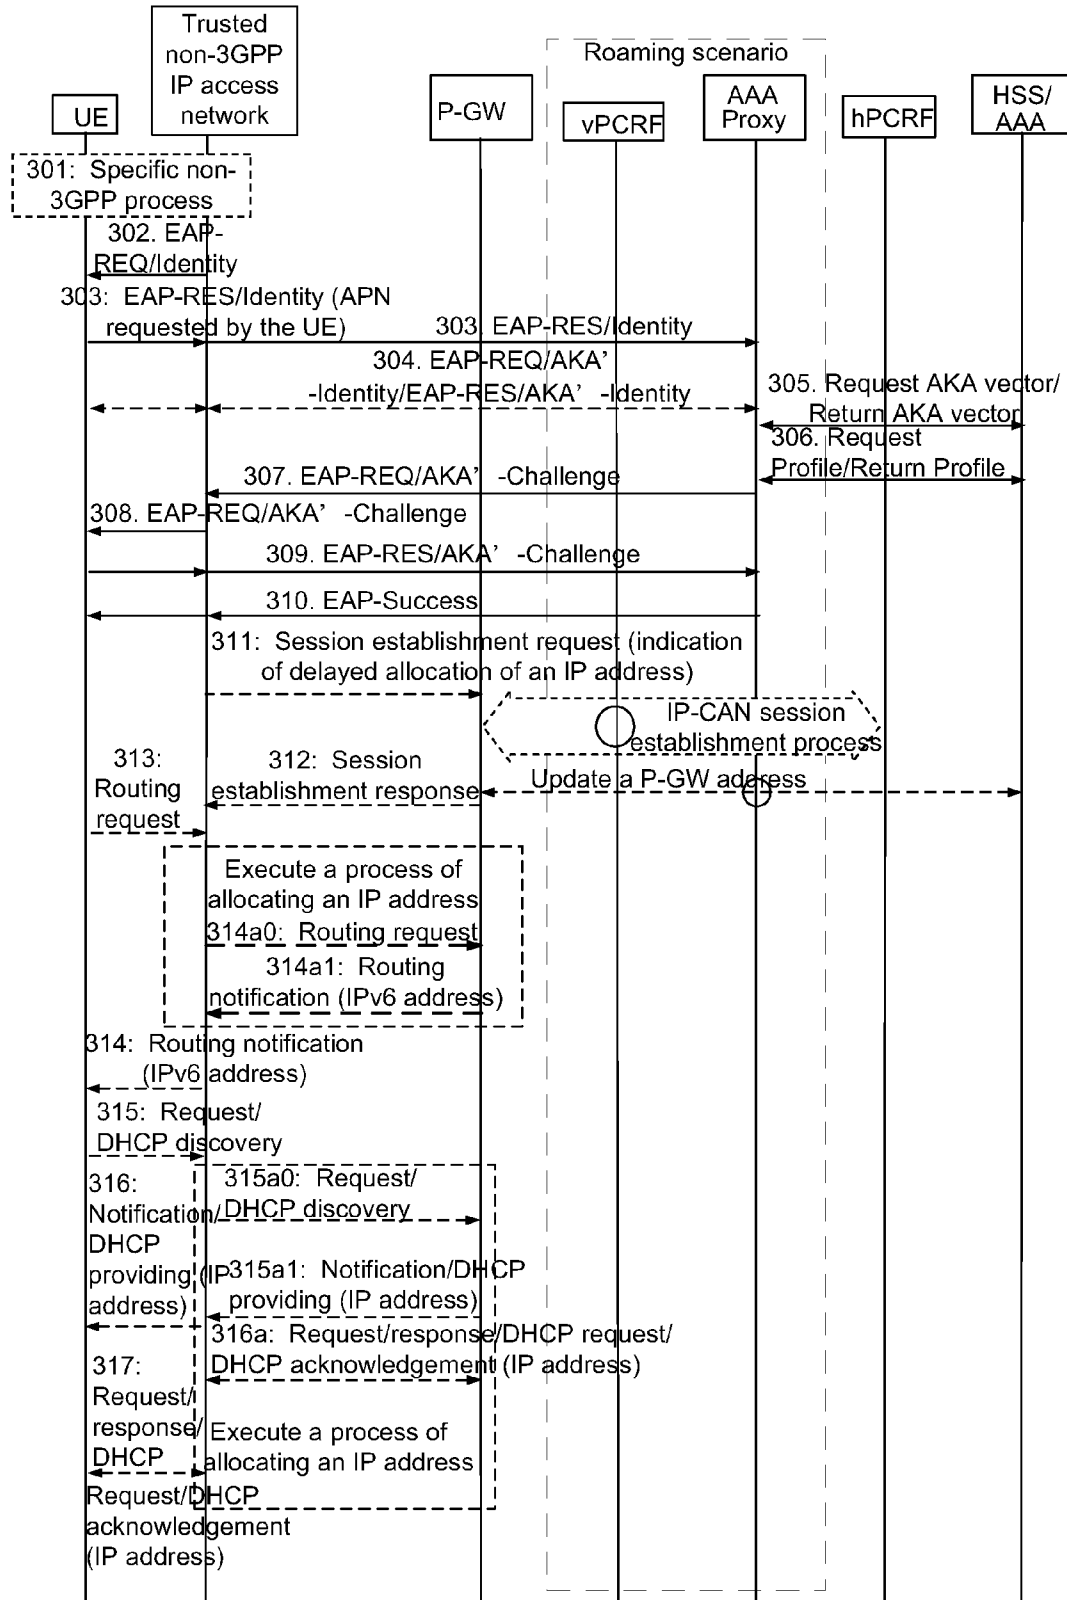 Trusted
non-3GPP
IP access
network
Roaming scenario
UE
P-GW
vPCRF
AAA
Proxy
hPCRF
HSS/
AAA
301: Specific non-
3GPP process
302. EAP-
REQ/Identity
303: EAP-RES/Identity (APN
requested by the UE)
303. EAP-RES/Identity
304. EAP-REQ/AKA’
-Identity/EAP-RES/AKA’ -Identity
305. Request AKA vector/
Return AKA vector
306. Request
Profile/Return Profile
307. EAP-REQ/AKA’ -Challenge
308. EAP-REQ/AKA’ -Challenge
309. EAP-RES/AKA’ -Challenge
310. EAP-Success
311: Session establishment request (indication
of delayed allocation of an IP address)
IP-CAN session
establishment process
313:
Routing
request
312: Session
establishment response
Update a P-GW address
Execute a process of
allocating an IP address
314a0: Routing request
314a1: Routing
notification (IPv6 address)
314: Routing notification
(IPv6 address)
315: Request/
DHCP discovery
316:
Notification/
DHCP
providing (IP
address)
315a0: Request/
DHCP discovery
315a1: Notification/DHCP
providing (IP address)
316a: Request/response/DHCP request/
DHCP acknowledgement (IP address)
317:
Request/
response/
DHCP
Request/DHCP
acknowledgement
(IP address)
Execute a process of
allocating an IP address